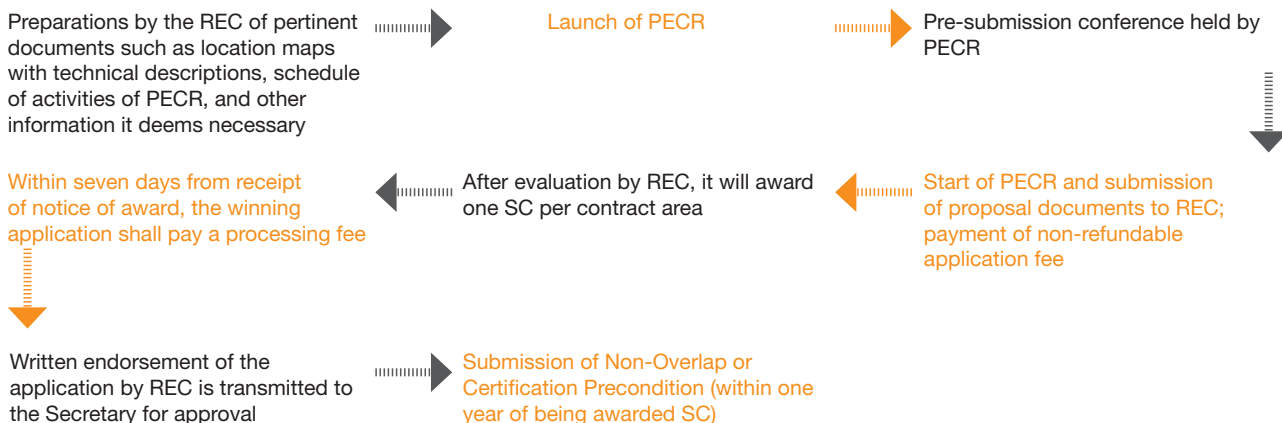 Preparations by the REC of pertinent
documents such as location maps
with technical descriptions, schedule
of activities of PECR, and other
information it deems necessary
Launch of PECR
Pre-submission conference held by
PECR
Start of PECR and submission
of proposal documents to REC;
payment of non-refundable
application fee
After evaluation by REC, it will award
one SC per contract area
Within seven days from receipt
of notice of award, the winning
application shall pay a processing fee
Written endorsement of the
application by REC is transmitted to
the Secretary for approval
Submission of Non-Overlap or
Certification Precondition (within one
year of being awarded SC)